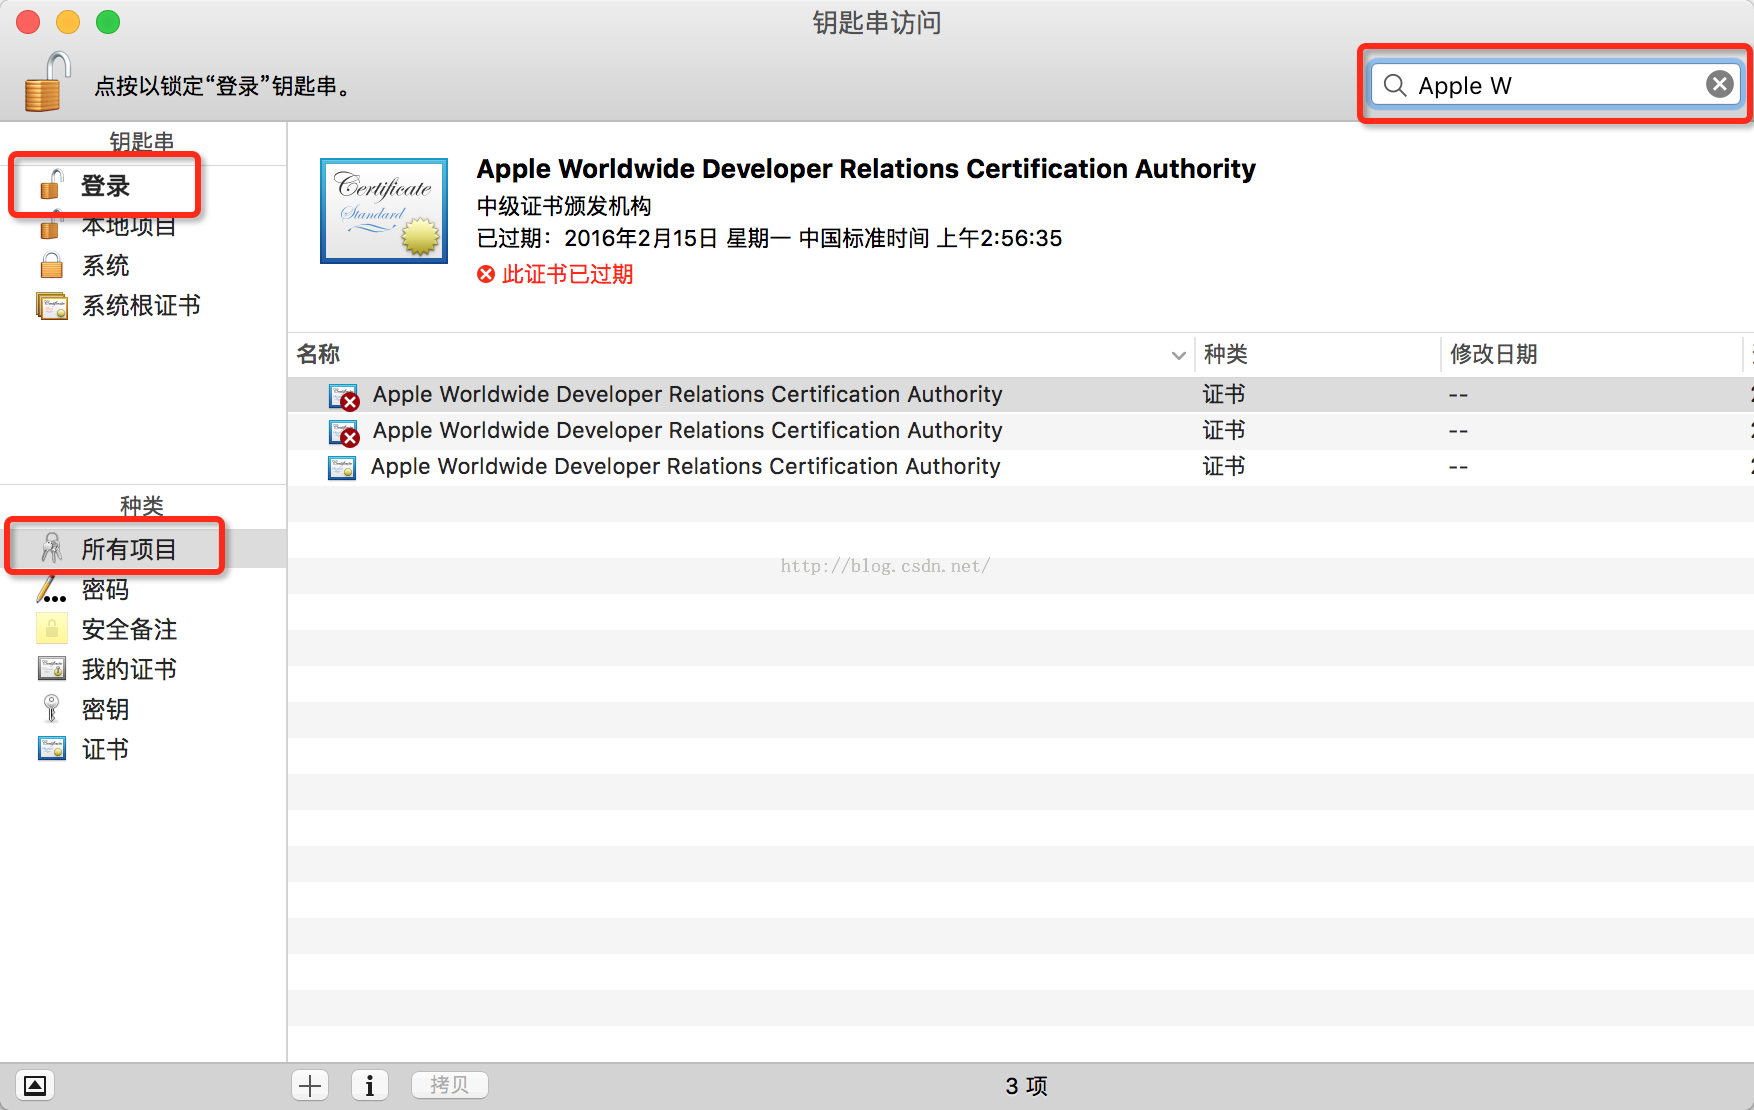 钥匙串访问
点按以锁定“登录”钥匙串。
Apple W
钥匙串
登录
本地项目
系统
系统根证书
Certificate
Standard
Apple Worldwide Developer Relations Certification Authority
中级证书颁发机构
已过期：2016年2月15日 星期一 中国标准时间 上午2:56:35
此证书已过期
名称 种类 修改日期
Apple Worldwide Developer Relations Certification Authority 证书 --
Apple Worldwide Developer Relations Certification Authority 证书 --
Apple Worldwide Developer Relations Certification Authority 证书 --
种类
所有项目
密码
安全备注
我的证书
密钥
证书
http://blog.csdn.net/
拷贝
3 项